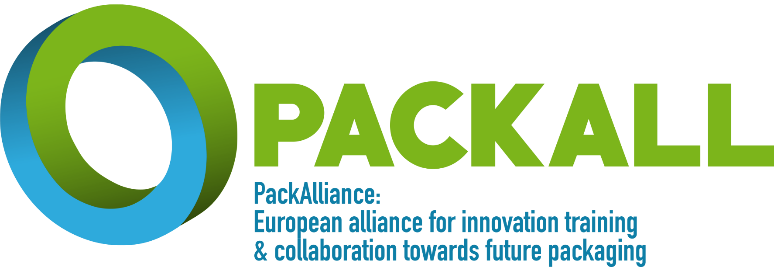 PACKALL
PackAlliance:
European alliance for innovation training
& collaboration towards future packaging